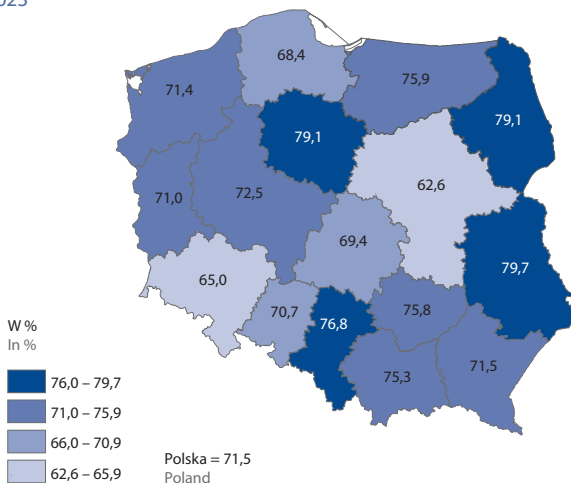 2023
68,4
71,4
75,9
79,1
79,1
62,6
71,0
72,5
69,4
79,7
65,0
70,7
76,8
75,8
75,3
71,5
W %
In %
76,0 – 79,7
71,0 – 75,9
66,0 – 70,9
62,6 – 65,9
Polska = 71,5
Poland